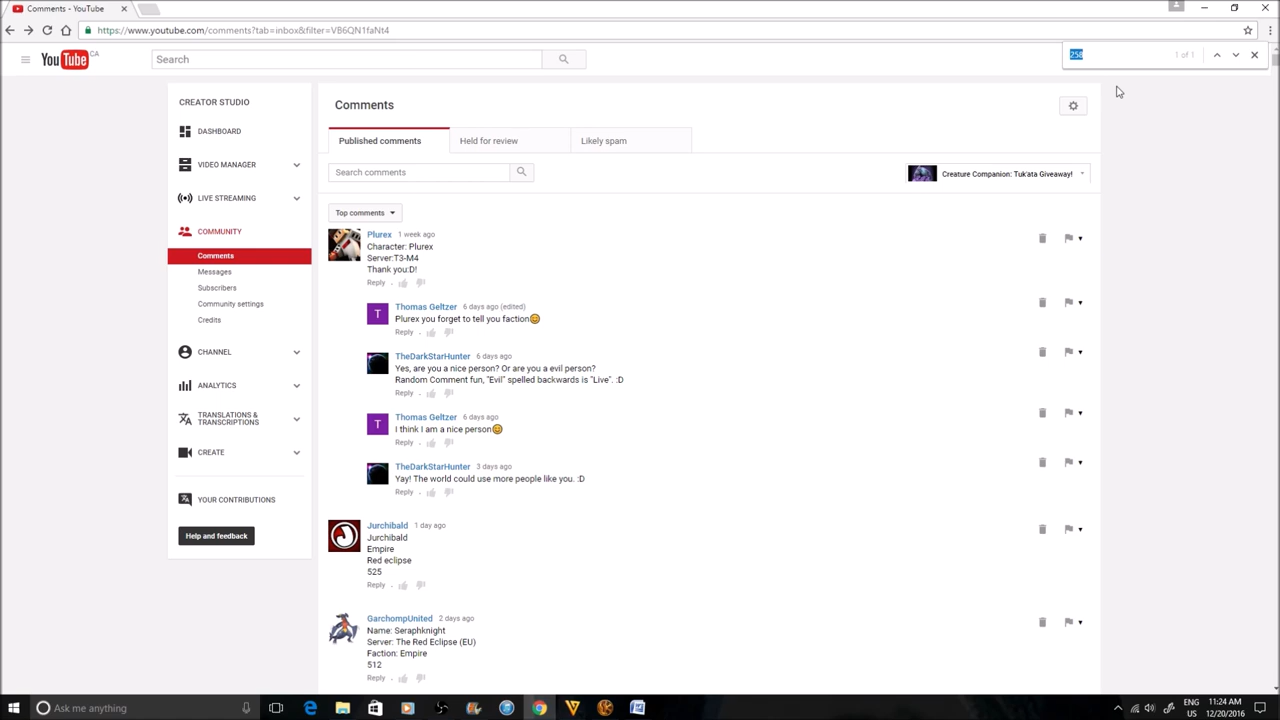 Comments - YouTube
https://www.youtube.com/comments?tab=inbox&filter=VB6QN1faNt4
258 1 of 1
YouTube CA
Search
CREATOR STUDIO
DASHBOARD
VIDEO MANAGER
LIVE STREAMING
COMMUNITY
Comments
Messages
Subscribers
Community settings
Credits
CHANNEL
ANALYTICS
TRANSLATIONS &
TRANSCRIPTIONS
CREATE
YOUR CONTRIBUTIONS
Help and feedback
Comments
Published comments Held for review Likely spam
Search comments
Creature Companion: Tuk'ata Giveaway!
Top comments
Plurex 1 week ago
Character: Plurex
Server:T3-M4
Thank you:D!
Reply
T
Thomas Geltzer 6 days ago (edited)
Plurex you forget to tell you faction😊
Reply
TheDarkStarHunter 6 days ago
Yes, are you a nice person? Or are you a evil person?
Random Comment fun, "Evil" spelled backwards is "Live". :D
Reply
T
Thomas Geltzer 6 days ago
I think I am a nice person😊
Reply
TheDarkStarHunter 3 days ago
Yay! The world could use more people like you. :D
Reply
Jurchibald 1 day ago
Jurchibald
Empire
Red eclipse
525
Reply
GarchompUnited 2 days ago
Name: Seraphknight
Server: The Red Eclipse (EU)
Faction: Empire
512
Reply
Ask me anything
ENG 11:24 AM
US 12/20/2016